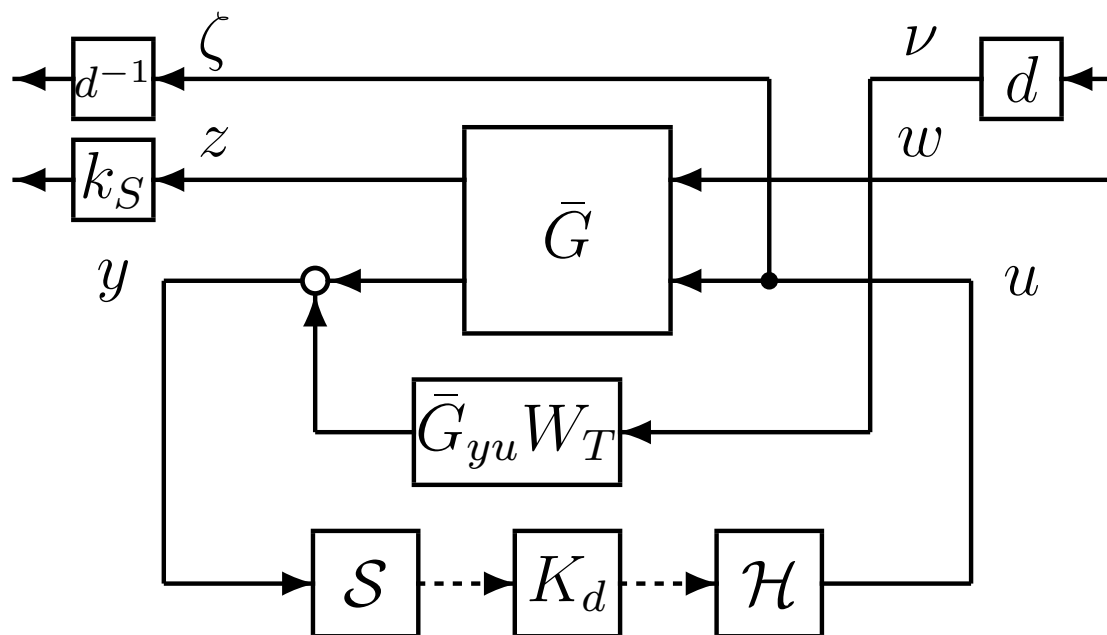 ζ ν
d⁻¹ d
z w
k_S
Ḡ
y u
Ḡ_{yu}W_T
𝒮 K_d ℋ